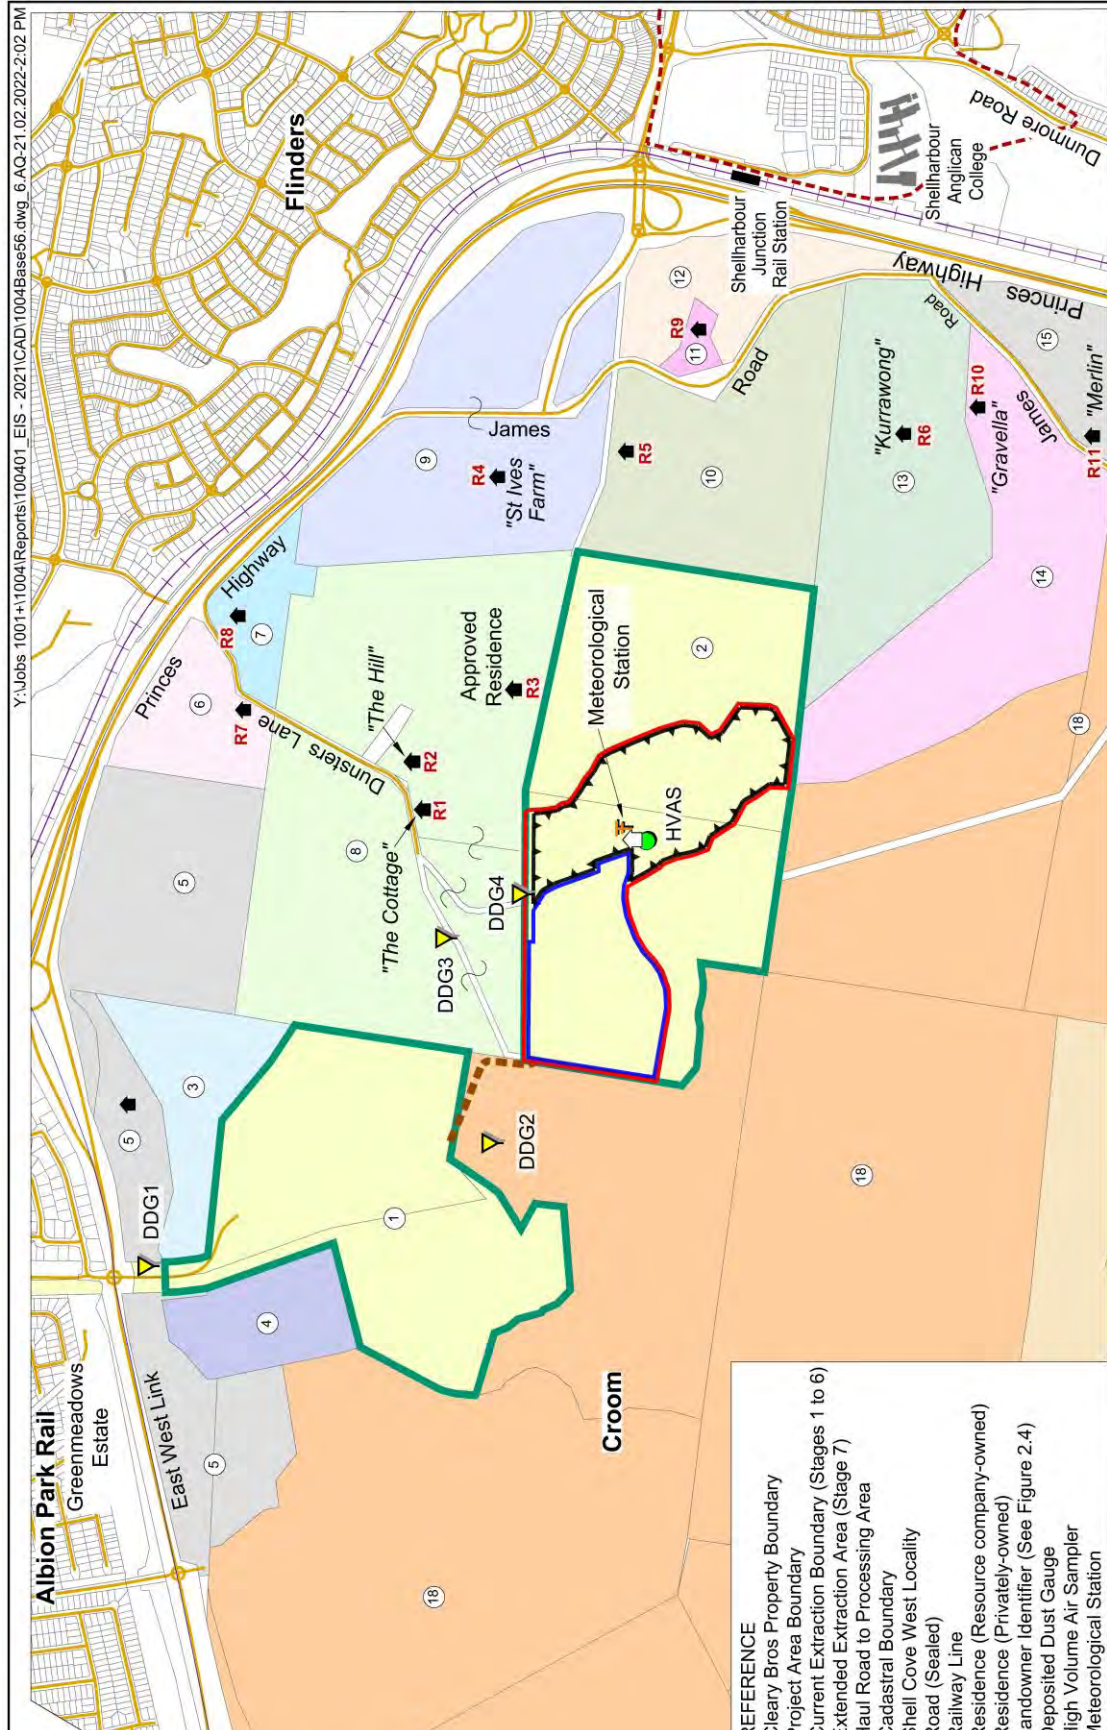 Y:\Jobs 1001+\1004\Reports\100401_EIS - 2021\CAD\1004Base56.dwg_6.AQ-21.02.2022-2:02 PM
Albion Park Rail
Greenmeadows
Estate
East West Link
5
4
DDG1
5
3
1
DDG2
18
Croom
18
18
5
Princes
Highway
6
R7
R8
7
Dunsters Lane
8
"The Hill"
R2
R1
"The Cottage"
DDG3
DDG4
Approved
Residence
R3
Meteorological
Station
HVAS
2
Flinders
9
R4
"St Ives
Farm"
James
Road
R5
10
11
R9
12
Shellharbour
Junction
Rail Station
Shellharbour
Anglican
College
Dunmore Road
Princes
Highway
"Kurrawong"
R6
13
Road
James
R10
"Gravella"
14
15
R11
"Merlin"
REFERENCE
Cleary Bros Property Boundary
Project Area Boundary
Current Extraction Boundary (Stages 1 to 6)
Extended Extraction Area (Stage 7)
Haul Road to Processing Area
Cadastral Boundary
Shell Cove West Locality
Road (Sealed)
Railway Line
Residence (Resource company-owned)
Residence (Privately-owned)
Landowner Identifier (See Figure 2.4)
Deposited Dust Gauge
High Volume Air Sampler
Meteorological Station